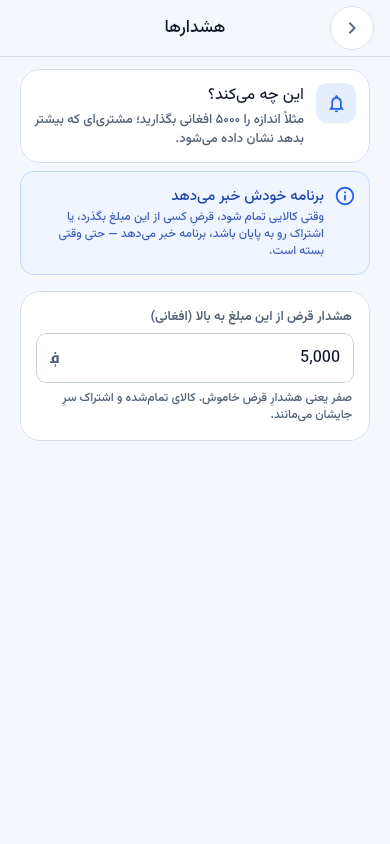 هشدارها
این چه می‌کند؟
مثلاً اندازه را ۵۰۰۰ افغانی بگذارید؛ مشتری‌ای که بیشتر
بدهد نشان داده می‌شود.
برنامه خودش خبر می‌دهد
وقتی کالایی تمام شود، قرضِ کسی از این مبلغ بگذرد، یا
اشتراک رو به پایان باشد، برنامه خبر می‌دهد — حتی وقتی
بسته است.
هشدار قرض از این مبلغ به بالا (افغانی)
5,000
؋
صفر یعنی هشدارِ قرض خاموش. کالای تمام‌شده و اشتراک سرِ
جایشان می‌مانند.